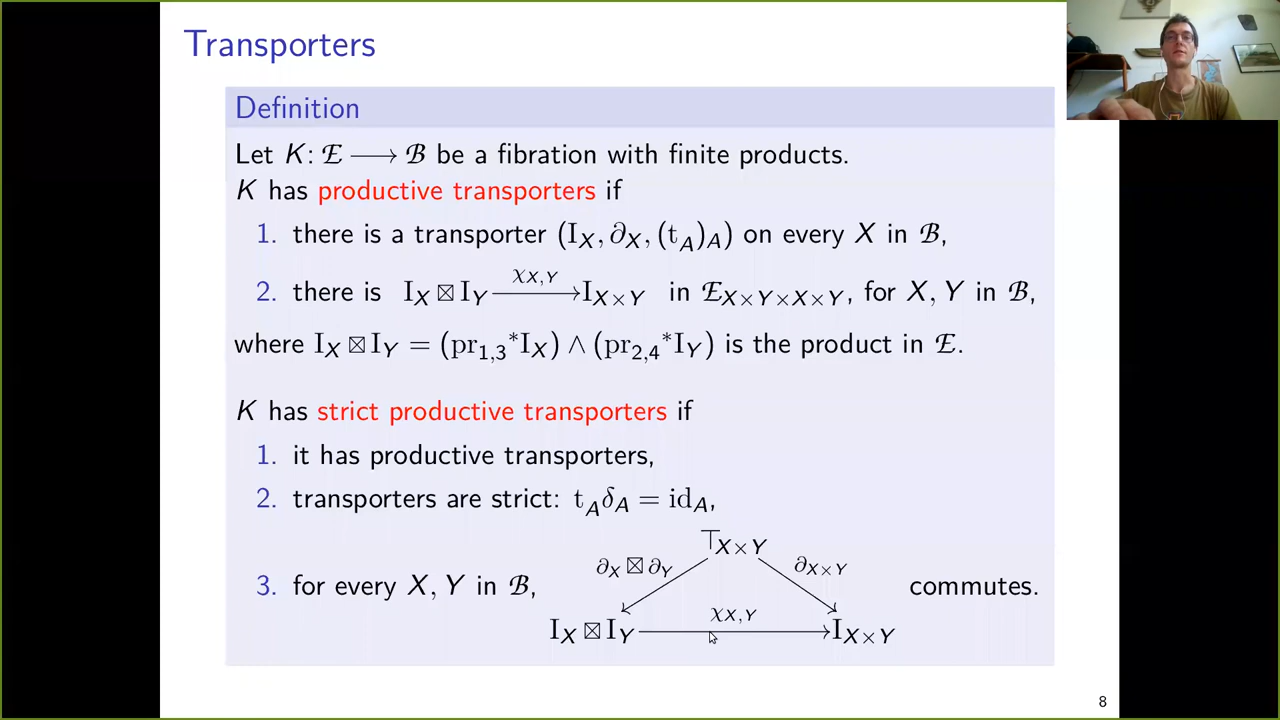 Transporters
Definition
Let K: ℰ ⟶ ℬ be a fibration with finite products.
K has productive transporters if
1. there is a transporter (I_X, ∂_X, (t_A)_A) on every X in ℬ,
2. there is I_X ⊠ I_Y —χ_{X,Y}→ I_{X×Y} in ℰ_{X×Y×X×Y}, for X, Y in ℬ,
where I_X ⊠ I_Y = (pr_{1,3}*I_X) ∧ (pr_{2,4}*I_Y) is the product in ℰ.
K has strict productive transporters if
1. it has productive transporters,
2. transporters are strict: t_A δ_A = id_A,
⊤_{X×Y}
∂_X ⊠ ∂_Y ∂_{X×Y}
3. for every X, Y in ℬ, commutes.
χ_{X,Y}
I_X ⊠ I_Y ⟶ I_{X×Y}
8